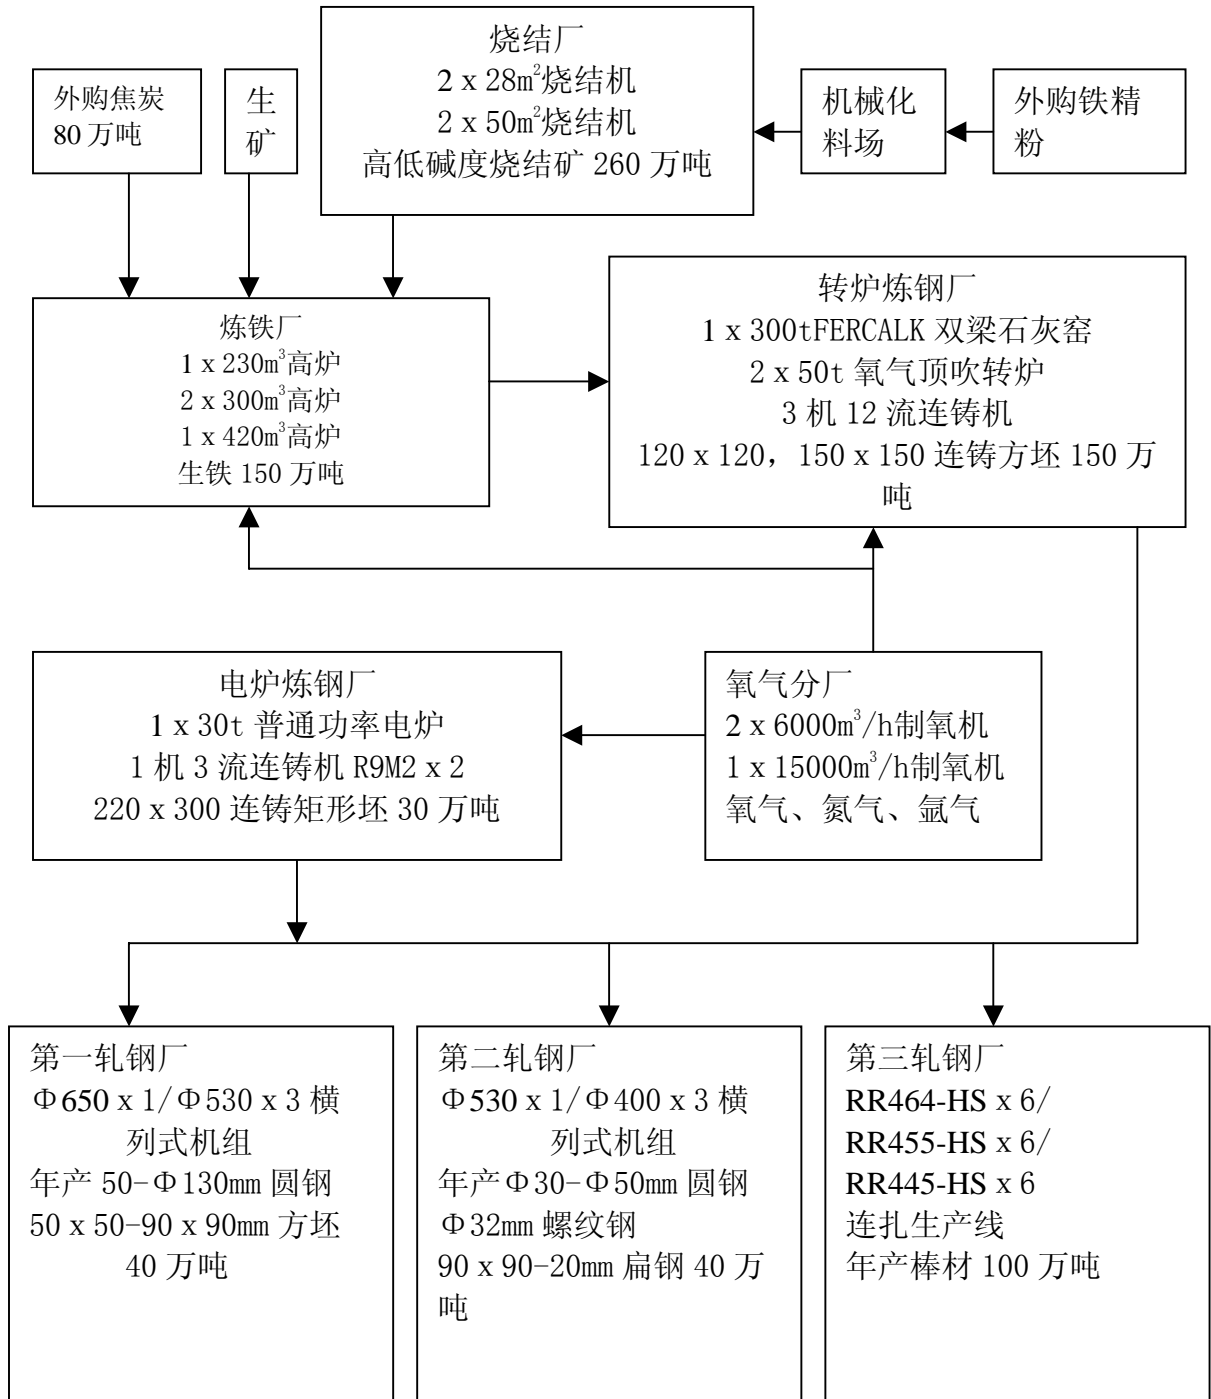 烧结厂
2 x 28m²烧结机
2 x 50m²烧结机
高低碱度烧结矿 260 万吨
外购焦炭
80 万吨
生
矿
机械化
料场
外购铁精
粉
炼铁厂
1 x 230m³高炉
2 x 300m³高炉
1 x 420m³高炉
生铁 150 万吨
转炉炼钢厂
1 x 300tFERCALK 双梁石灰窑
2 x 50t 氧气顶吹转炉
3 机 12 流连铸机
120 x 120，150 x 150 连铸方坯 150 万
吨
电炉炼钢厂
1 x 30t 普通功率电炉
1 机 3 流连铸机 R9M2 x 2
220 x 300 连铸矩形坯 30 万吨
氧气分厂
2 x 6000m³/h制氧机
1 x 15000m³/h制氧机
氧气、氮气、氩气
第一轧钢厂
Φ650 x 1/Φ530 x 3 横
列式机组
年产 50-Φ130mm 圆钢
50 x 50-90 x 90mm 方坯
40 万吨
第二轧钢厂
Φ530 x 1/Φ400 x 3 横
列式机组
年产Φ30-Φ50mm 圆钢
Φ32mm 螺纹钢
90 x 90-20mm 扁钢 40 万
吨
第三轧钢厂
RR464-HS x 6/
RR455-HS x 6/
RR445-HS x 6
连扎生产线
年产棒材 100 万吨